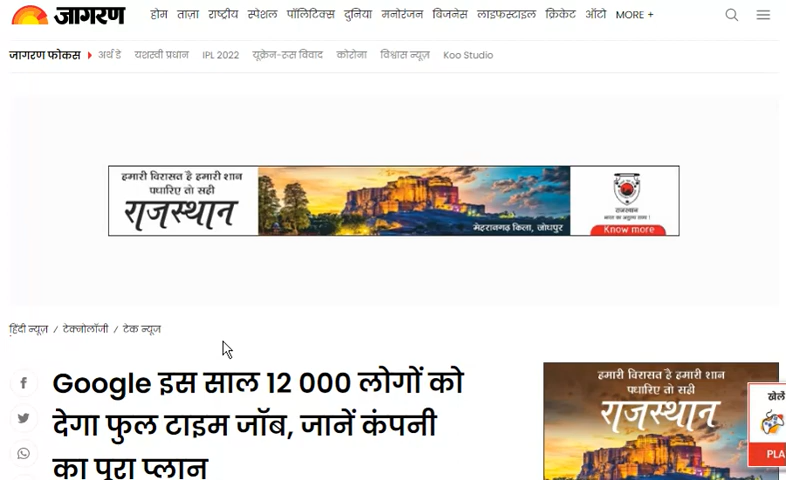 जागरण होम ताज़ा राष्ट्रीय स्पेशल पॉलिटिक्स दुनिया मनोरंजन बिजनेस लाइफस्टाइल क्रिकेट ऑटो MORE +
जागरण फोकस अर्थ डे यशस्वी प्रधान IPL 2022 यूक्रेन-रूस विवाद कोरोना विश्वास न्यूज़ Koo Studio
हमारी विरासत है हमारी शान
पधारिए तो सही
राजस्थान
मेहरानगढ़ किला, जोधपुर
राजस्थान
Know more
हिंदी न्यूज़ / टेक्नोलॉजी / टेक न्यूज
Google इस साल 12 000 लोगों को
देगा फुल टाइम जॉब, जानें कंपनी
का पूरा प्लान
हमारी विरासत है हमारी शान
पधारिए तो सही
राजस्थान
खेलें
PLA